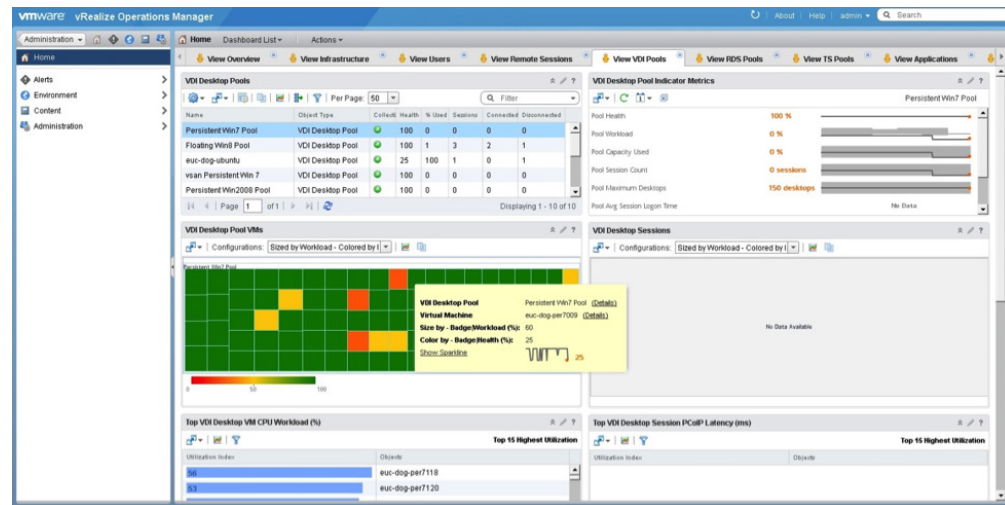 vmware vRealize Operations Manager
About Help admin Search
Administration
Home Dashboard List Actions
Home
Alerts
Environment
Content
Administration
View Overview View Infrastructure View Users View Remote Sessions View VDI Pools View RDS Pools View TS Pools View Applications
VDI Desktop Pools
Per Page: 50 Filter
Name Object Type Collecti Health % Used Sessions Connected Disconnected
Persistent Win7 Pool VDI Desktop Pool 100 0 0 0 0
Floating Win8 Pool VDI Desktop Pool 100 1 3 2 1
euc-dog-ubuntu VDI Desktop Pool 25 100 1 0 1
vsan Persistent Win 7 VDI Desktop Pool 100 0 0 0 0
Persistent Win2008 Pool VDI Desktop Pool 100 0 0 0 0
Page 1 of 1 Displaying 1 - 10 of 10
VDI Desktop Pool Indicator Metrics
Persistent Win7 Pool
Pool Health 100 %
Pool Workload 0 %
Pool Capacity Used 0 %
Pool Session Count 0 sessions
Pool Maximum Desktops 150 desktops
Pool Avg Session Logon Time No Data
VDI Desktop Pool VMs
Configurations: Sized by Workload - Colored by
Persistent Win7 Pool
VDI Desktop Pool Persistent Win7 Pool (Details)
Virtual Machine euc-dog-per7009 (Details)
Size by - Badge|Workload (%): 60
Color by - Badge|Health (%): 25
Show Sparkline 25
0 50 100
VDI Desktop Sessions
Configurations: Sized by Workload - Colored by
No Data Available
Top VDI Desktop VM CPU Workload (%)
Top 15 Highest Utilization
Utilization Index Objects
56 euc-dog-per7118
53 euc-dog-per7120
Top VDI Desktop Session PCoIP Latency (ms)
Top 15 Highest Utilization
Utilization Index Objects